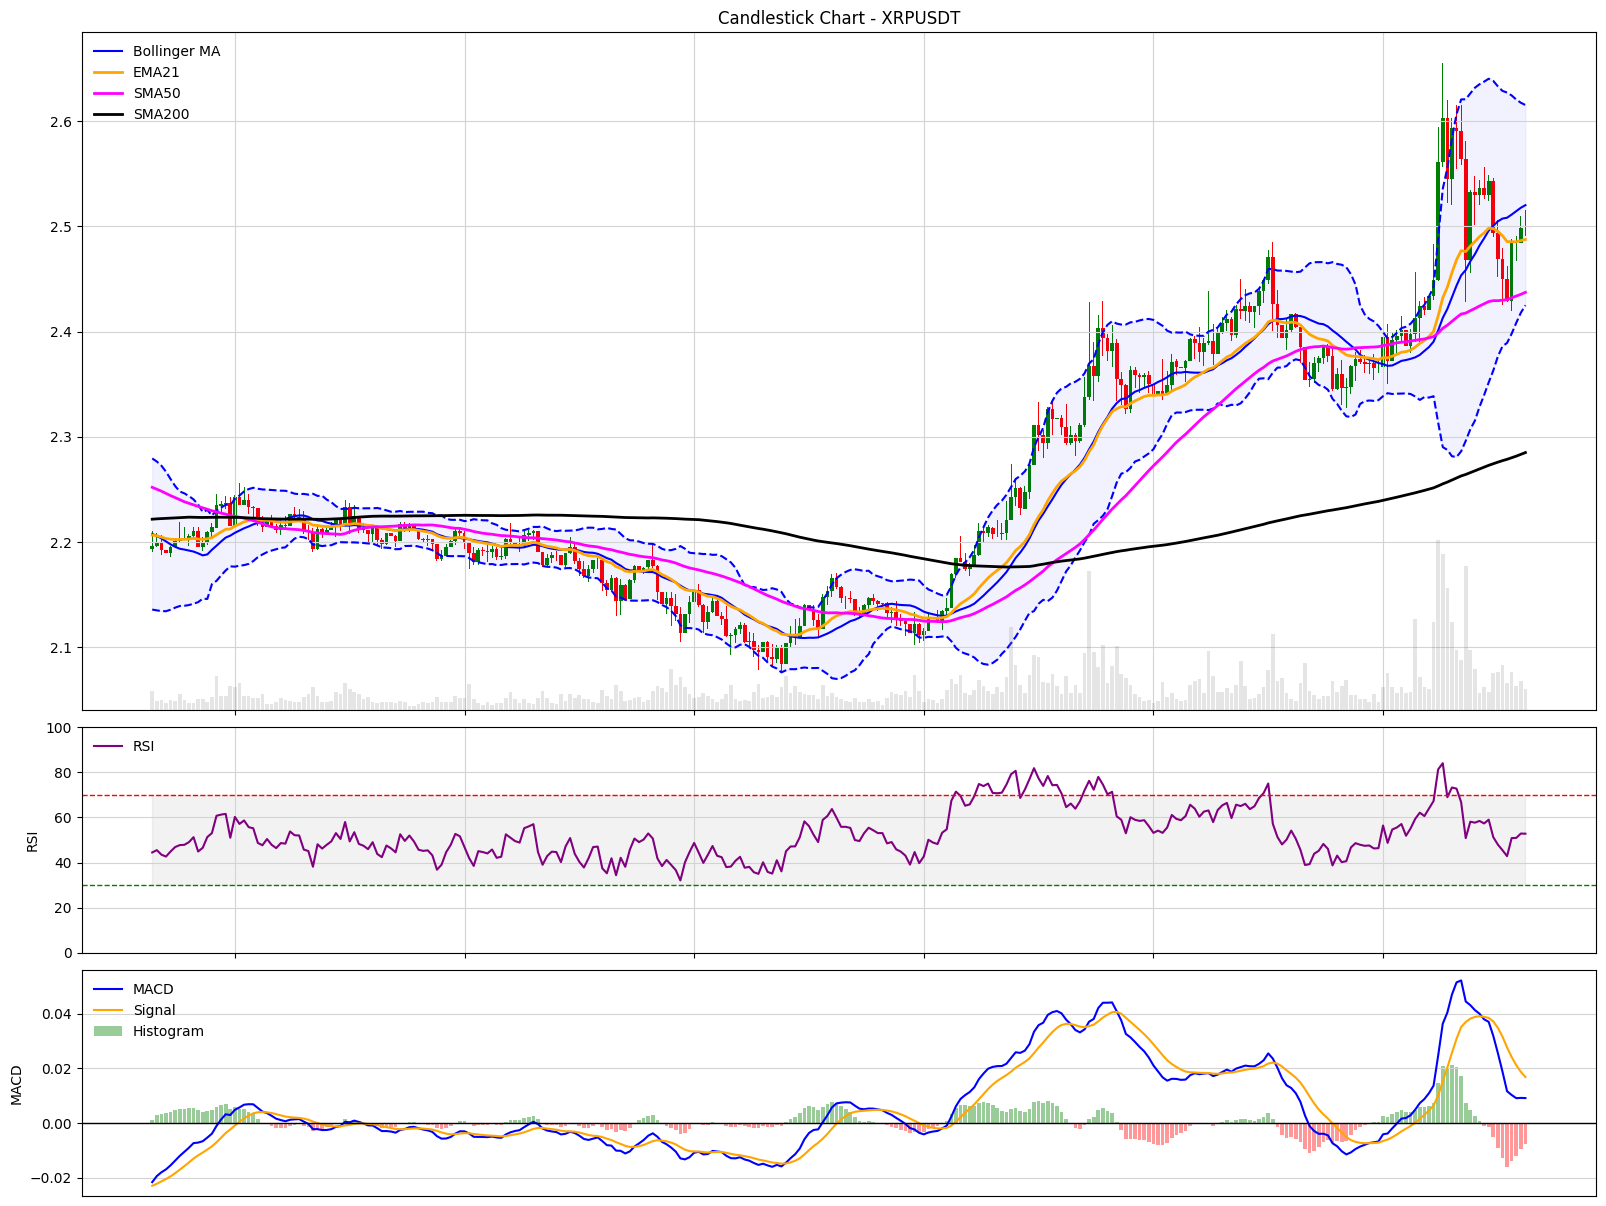 Candlestick Chart - XRPUSDT
Bollinger MA
EMA21
SMA50
SMA200
2.6
2.5
2.4
2.3
2.2
2.1
RSI
100
80
60
40
20
0
RSI
MACD
Signal
Histogram
0.04
0.02
0.00
−0.02
MACD